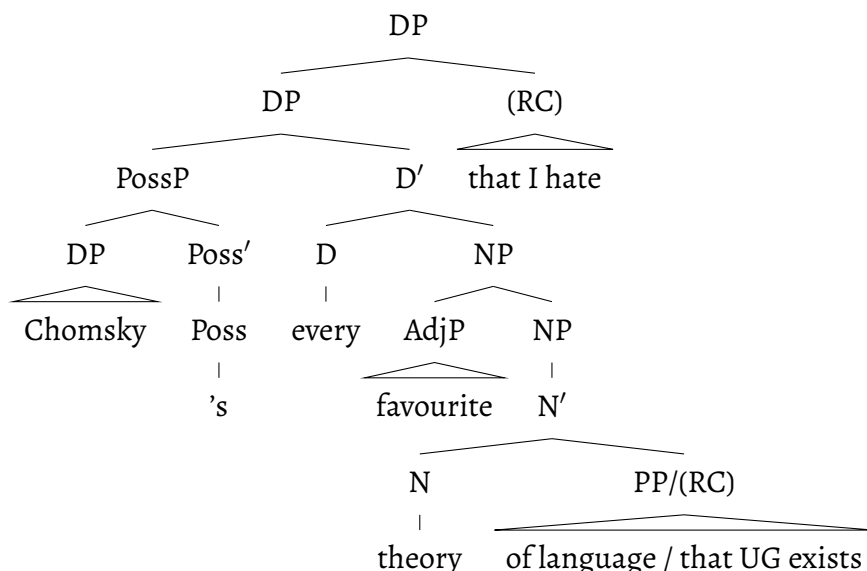 DP
DP (RC)
PossP D′ that I hate
DP Poss′ D NP
Chomsky Poss every AdjP NP
’s favourite N′
N PP/(RC)
theory of language / that UG exists